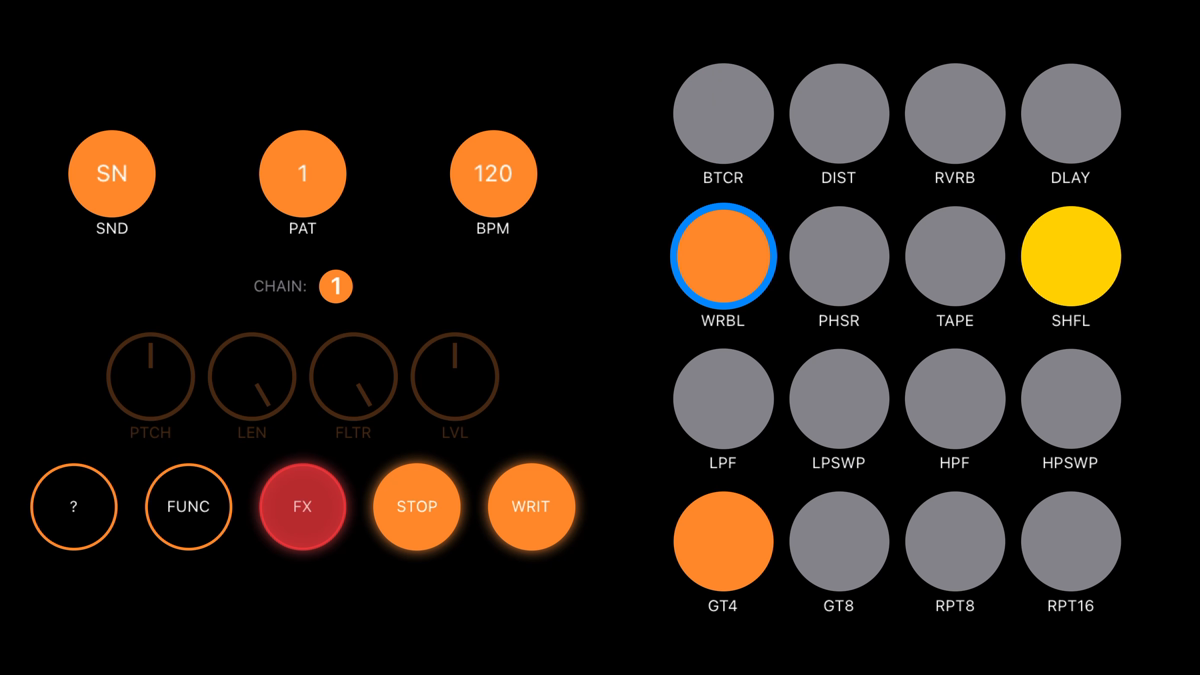 SN
1
120
SND
PAT
BPM
CHAIN: 1
PTCH
LEN
FLTR
LVL
?
FUNC
FX
STOP
WRIT
BTCR
DIST
RVRB
DLAY
WRBL
PHSR
TAPE
SHFL
LPF
LPSWP
HPF
HPSWP
GT4
GT8
RPT8
RPT16